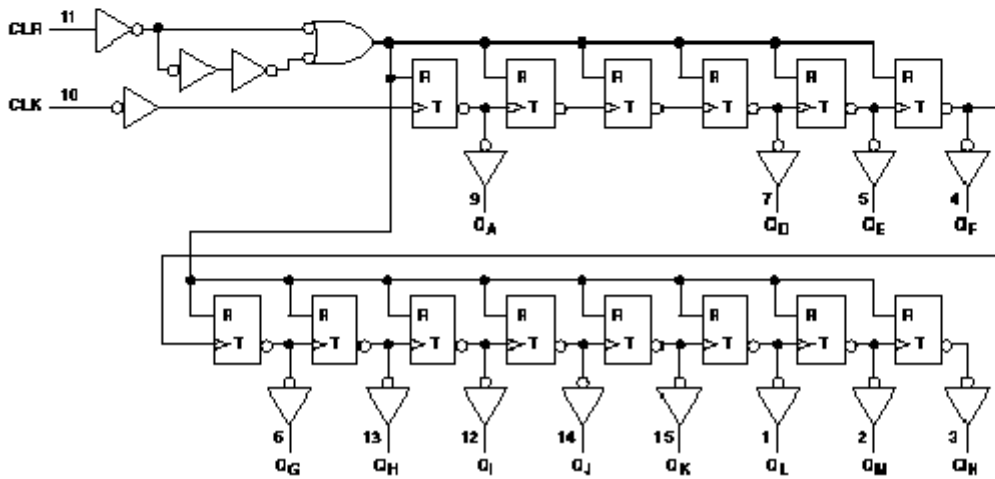 CLR 11
CLK 10
R R R R R R
T T T T T T
9 7 5 4
QA QD QE QF
R R R R R R R R
T T T T T T T T
6 13 12 14 15 1 2 3
QG QH QI QJ QK QL QM QN